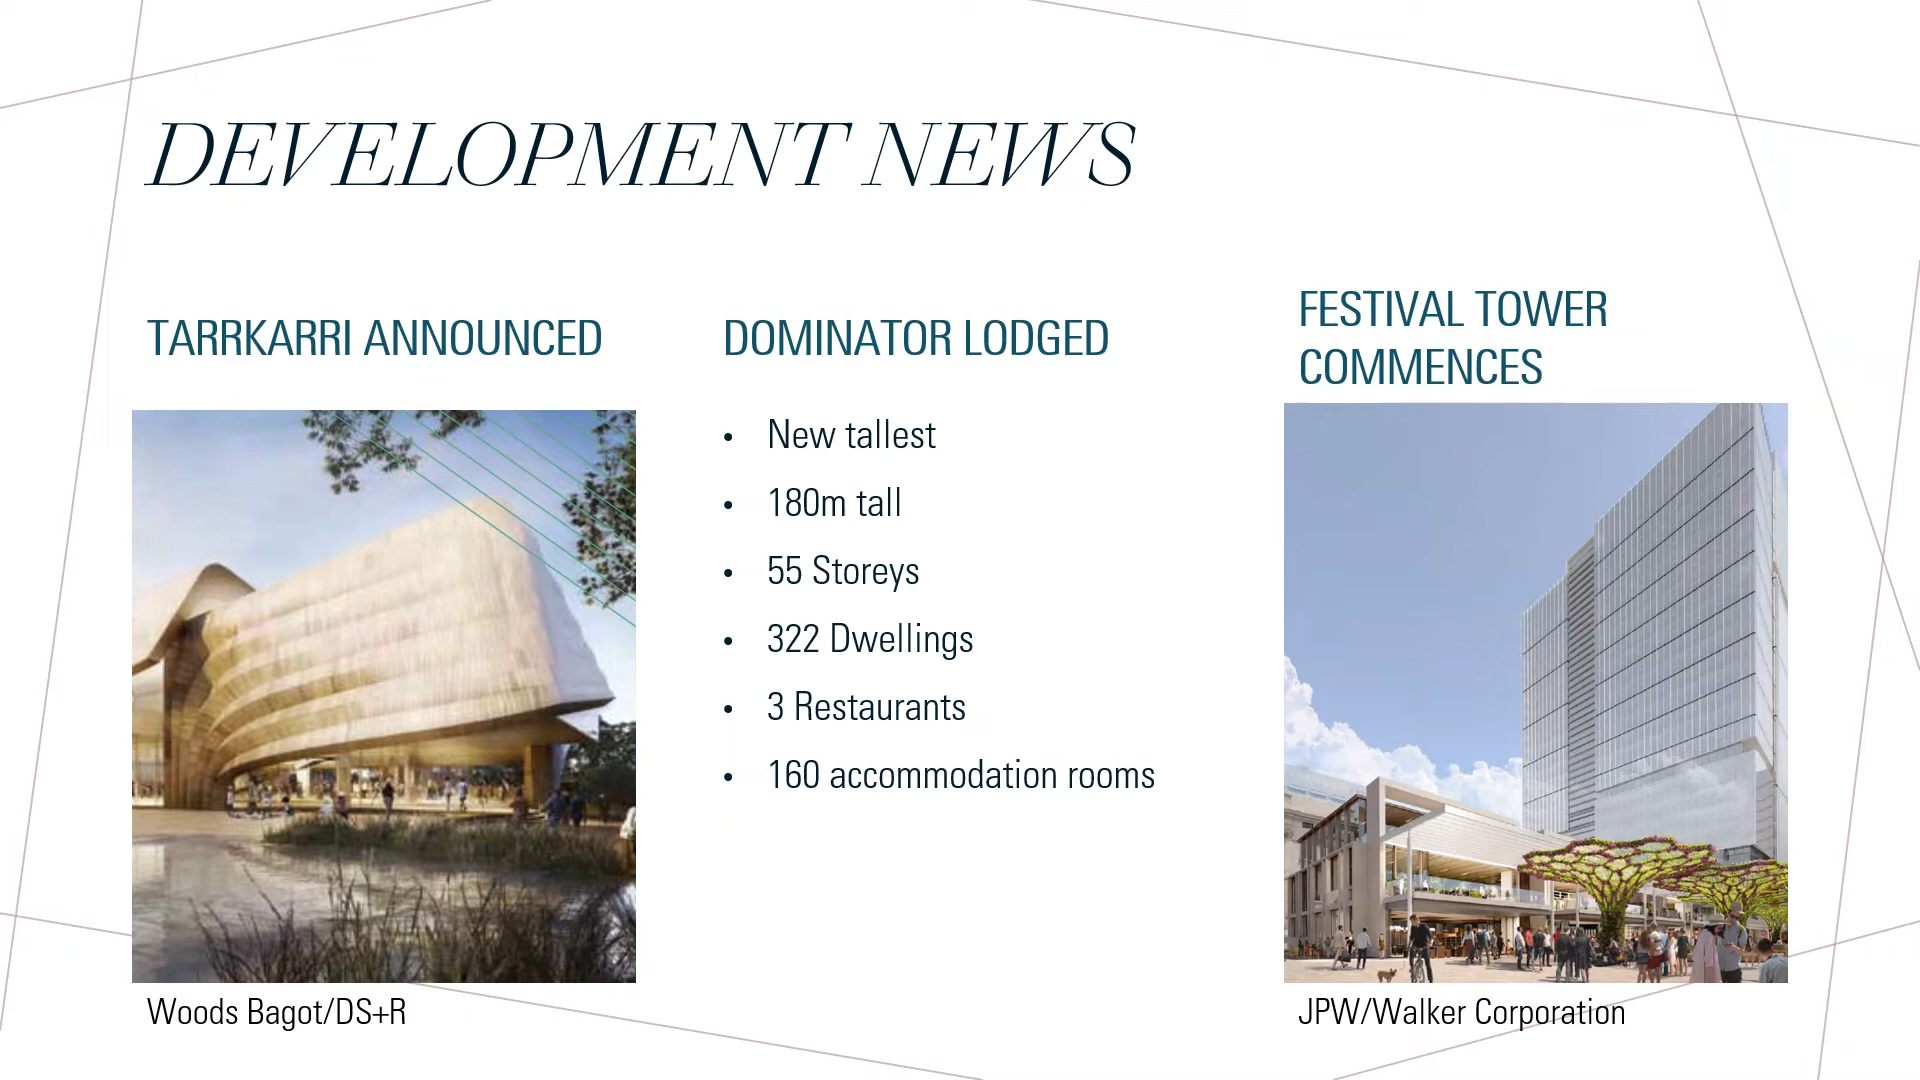 DEVELOPMENT NEWS
TARRKARRI ANNOUNCED
Woods Bagot/DS+R
DOMINATOR LODGED
• New tallest
• 180m tall
• 55 Storeys
• 322 Dwellings
• 3 Restaurants
• 160 accommodation rooms
FESTIVAL TOWER
COMMENCES
JPW/Walker Corporation